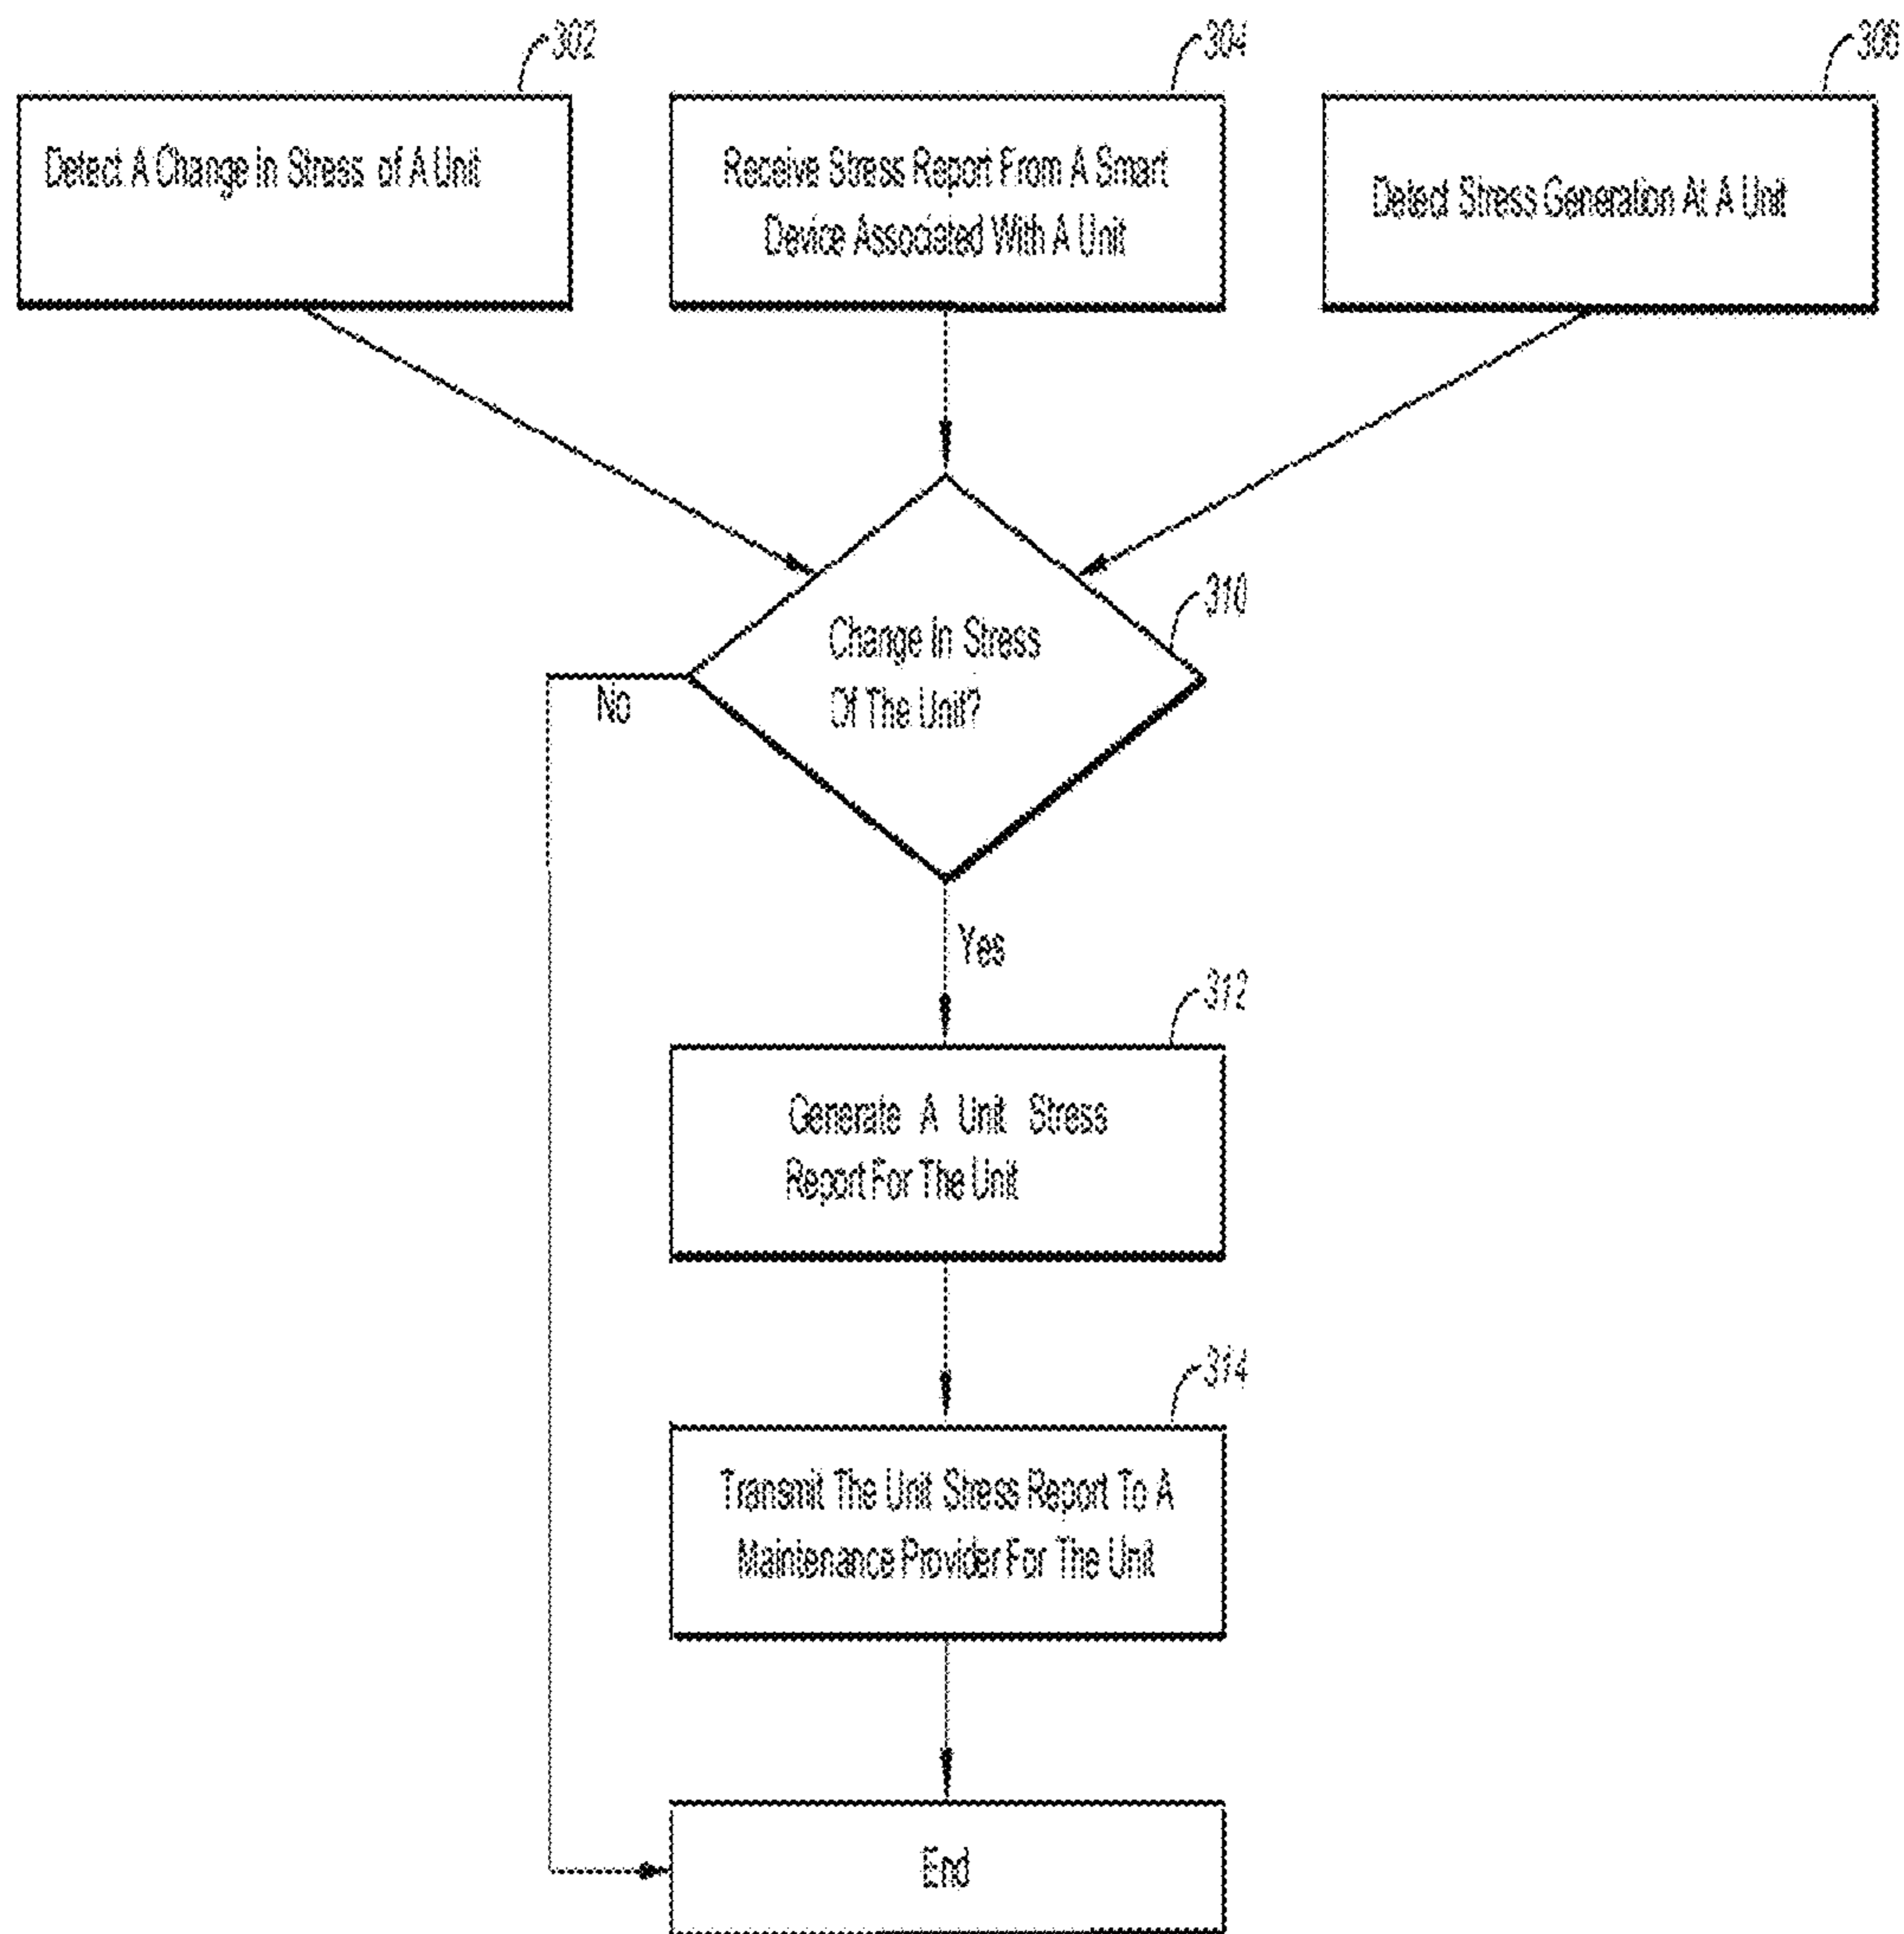 302
304
306
Detect A Change in Stress of A Unit
Receive Stress Report From A Smart
Device Associated With A Unit
Detect Stress Generation At A Unit
310
Change in Stress
Of The Unit?
No
Yes
312
Generate A Unit Stress
Report For The Unit
314
Transmit The Unit Stress Report To A
Maintenance Provider For The Unit
End